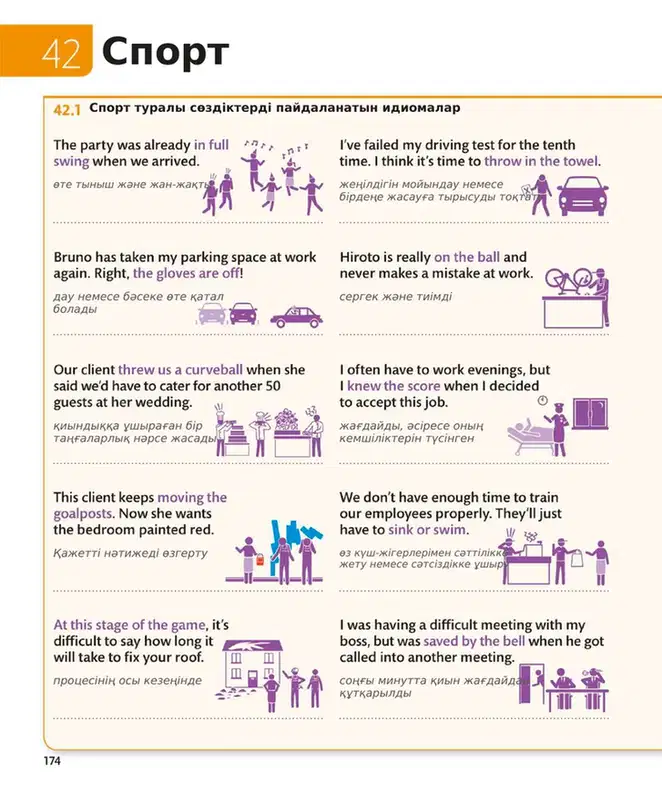 42 Спорт
42.1 Спорт туралы сөздіктерді пайдаланатын идиомалар
The party was already in full
swing when we arrived.
өте тыныш және жан-жақты
I've failed my driving test for the tenth
time. I think it's time to throw in the towel.
жеңілдігін мойындау немесе
бірдеңе жасауға тырысуды тоқтату
Bruno has taken my parking space at work
again. Right, the gloves are off!
дау немесе бәсеке өте қатал
болады
Hiroto is really on the ball and
never makes a mistake at work.
сергек және тиімді
Our client threw us a curveball when she
said we'd have to cater for another 50
guests at her wedding.
қиындыққа ұшыраған бір
таңғаларлық нәрсе жасады
I often have to work evenings, but
I knew the score when I decided
to accept this job.
жағдайды, әсіресе оның
кемшіліктерін түсінген
This client keeps moving the
goalposts. Now she wants
the bedroom painted red.
Қажетті нәтижеді өзгерту
We don't have enough time to train
our employees properly. They'll just
have to sink or swim.
өз күш-жігерлерімен сәттілікке
жету немесе сәтсіздікке ұшырау
At this stage of the game, it's
difficult to say how long it
will take to fix your roof.
процесінің осы кезеңінде
I was having a difficult meeting with my
boss, but was saved by the bell when he got
called into another meeting.
соңғы минутта қиын жағдайдан
құтқарылды
174